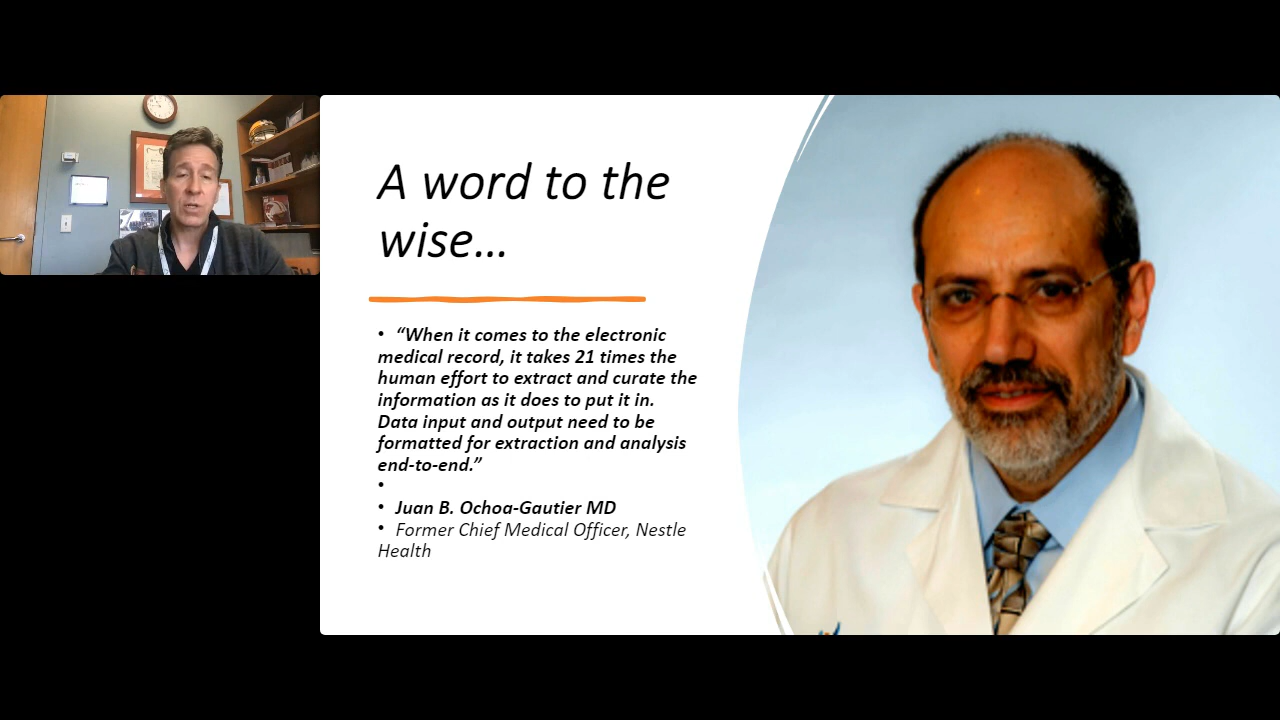 A word to the
wise...
• “When it comes to the electronic
medical record, it takes 21 times the
human effort to extract and curate the
information as it does to put it in.
Data input and output need to be
formatted for extraction and analysis
end-to-end.”
•
• Juan B. Ochoa-Gautier MD
• Former Chief Medical Officer, Nestle
Health